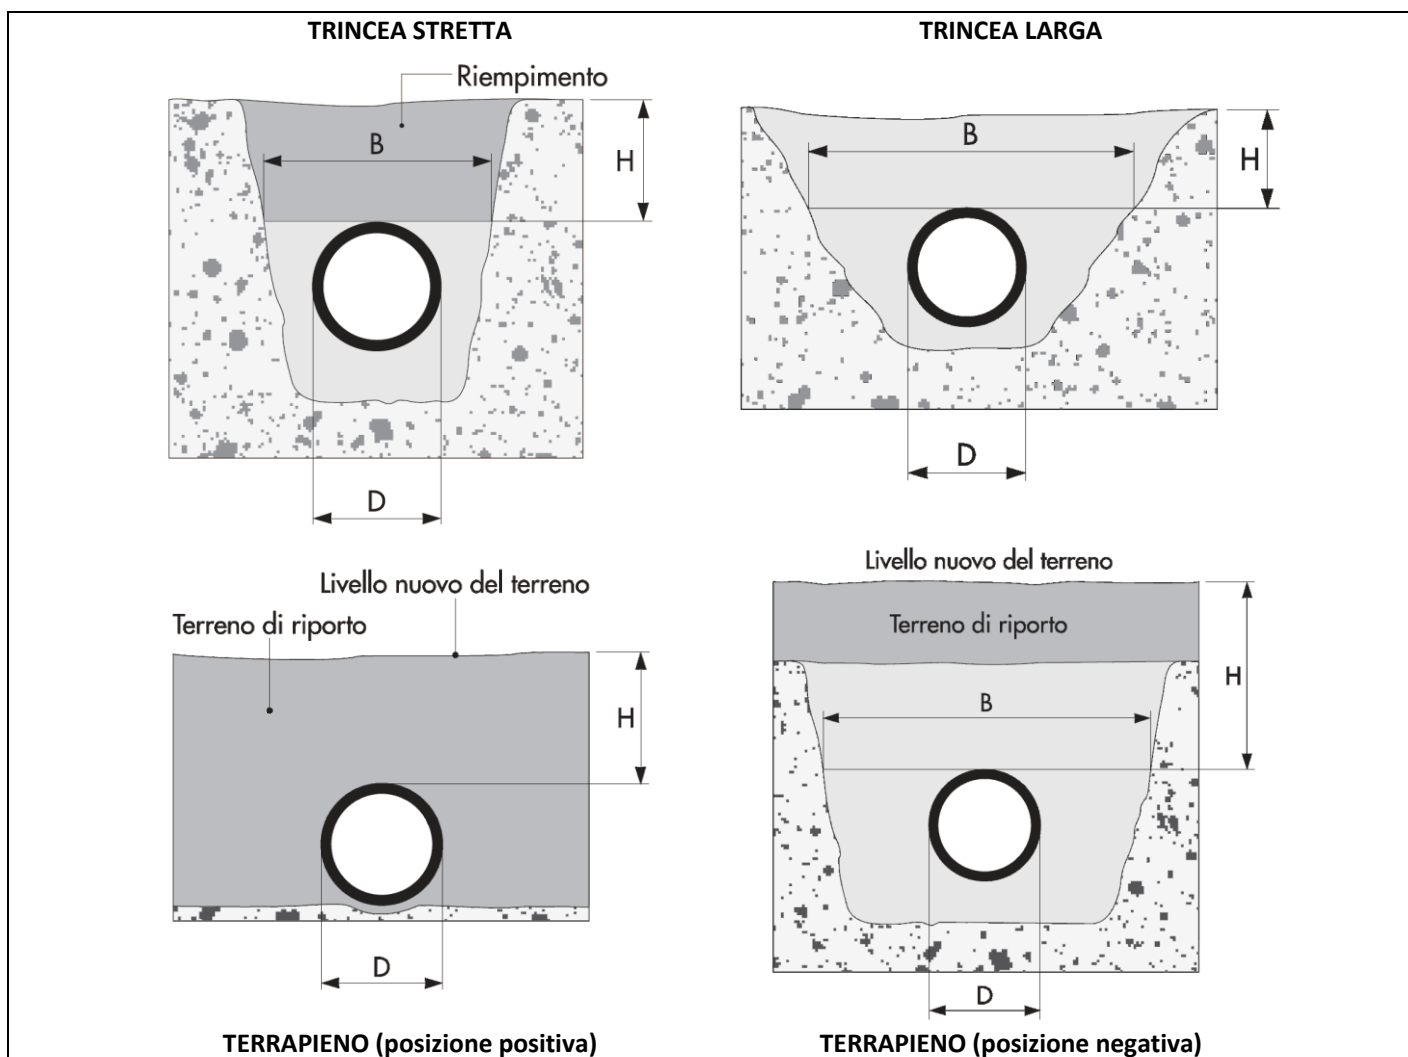 TRINCEA STRETTA
TRINCEA LARGA
Riempimento
B
H
D
B
H
D
Livello nuovo del terreno
Terreno di riporto
H
D
Livello nuovo del terreno
Terreno di riporto
B
H
D
TERRAPIENO (posizione positiva)
TERRAPIENO (posizione negativa)